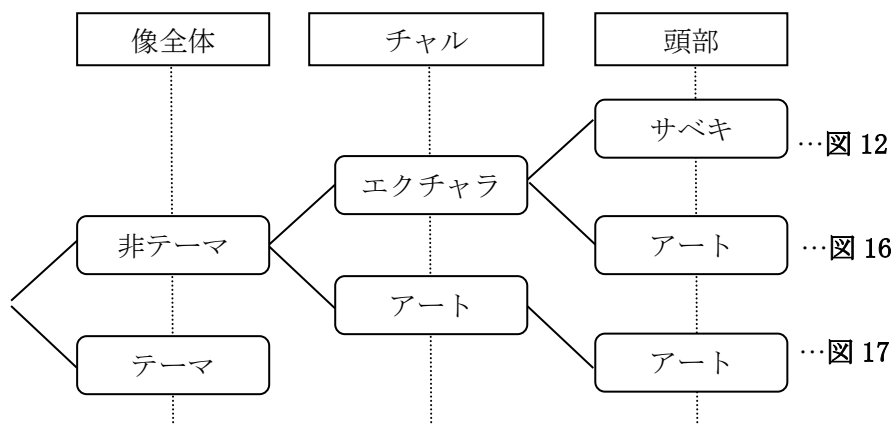 像全体
チャル
頭部
サベキ
…図 12
エクチャラ
非テーマ
アート
…図 16
アート
テーマ
アート
…図 17